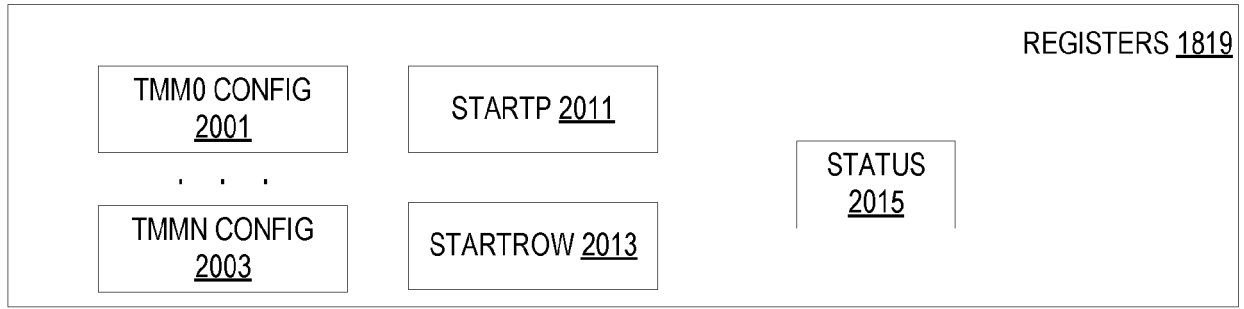 REGISTERS 1819
TMM0 CONFIG
2001
STARTP 2011
STATUS
2015
. . .
TMMN CONFIG
2003
STARTROW 2013